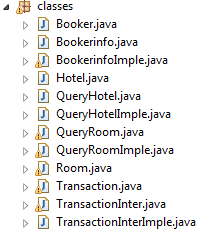 classes
Booker.java
Bookerinfo.java
BookerinfoImple.java
Hotel.java
QueryHotel.java
QueryHotelImple.java
QueryRoom.java
QueryRoomImple.java
Room.java
Transaction.java
TransactionInter.java
TransactionInterImple.java